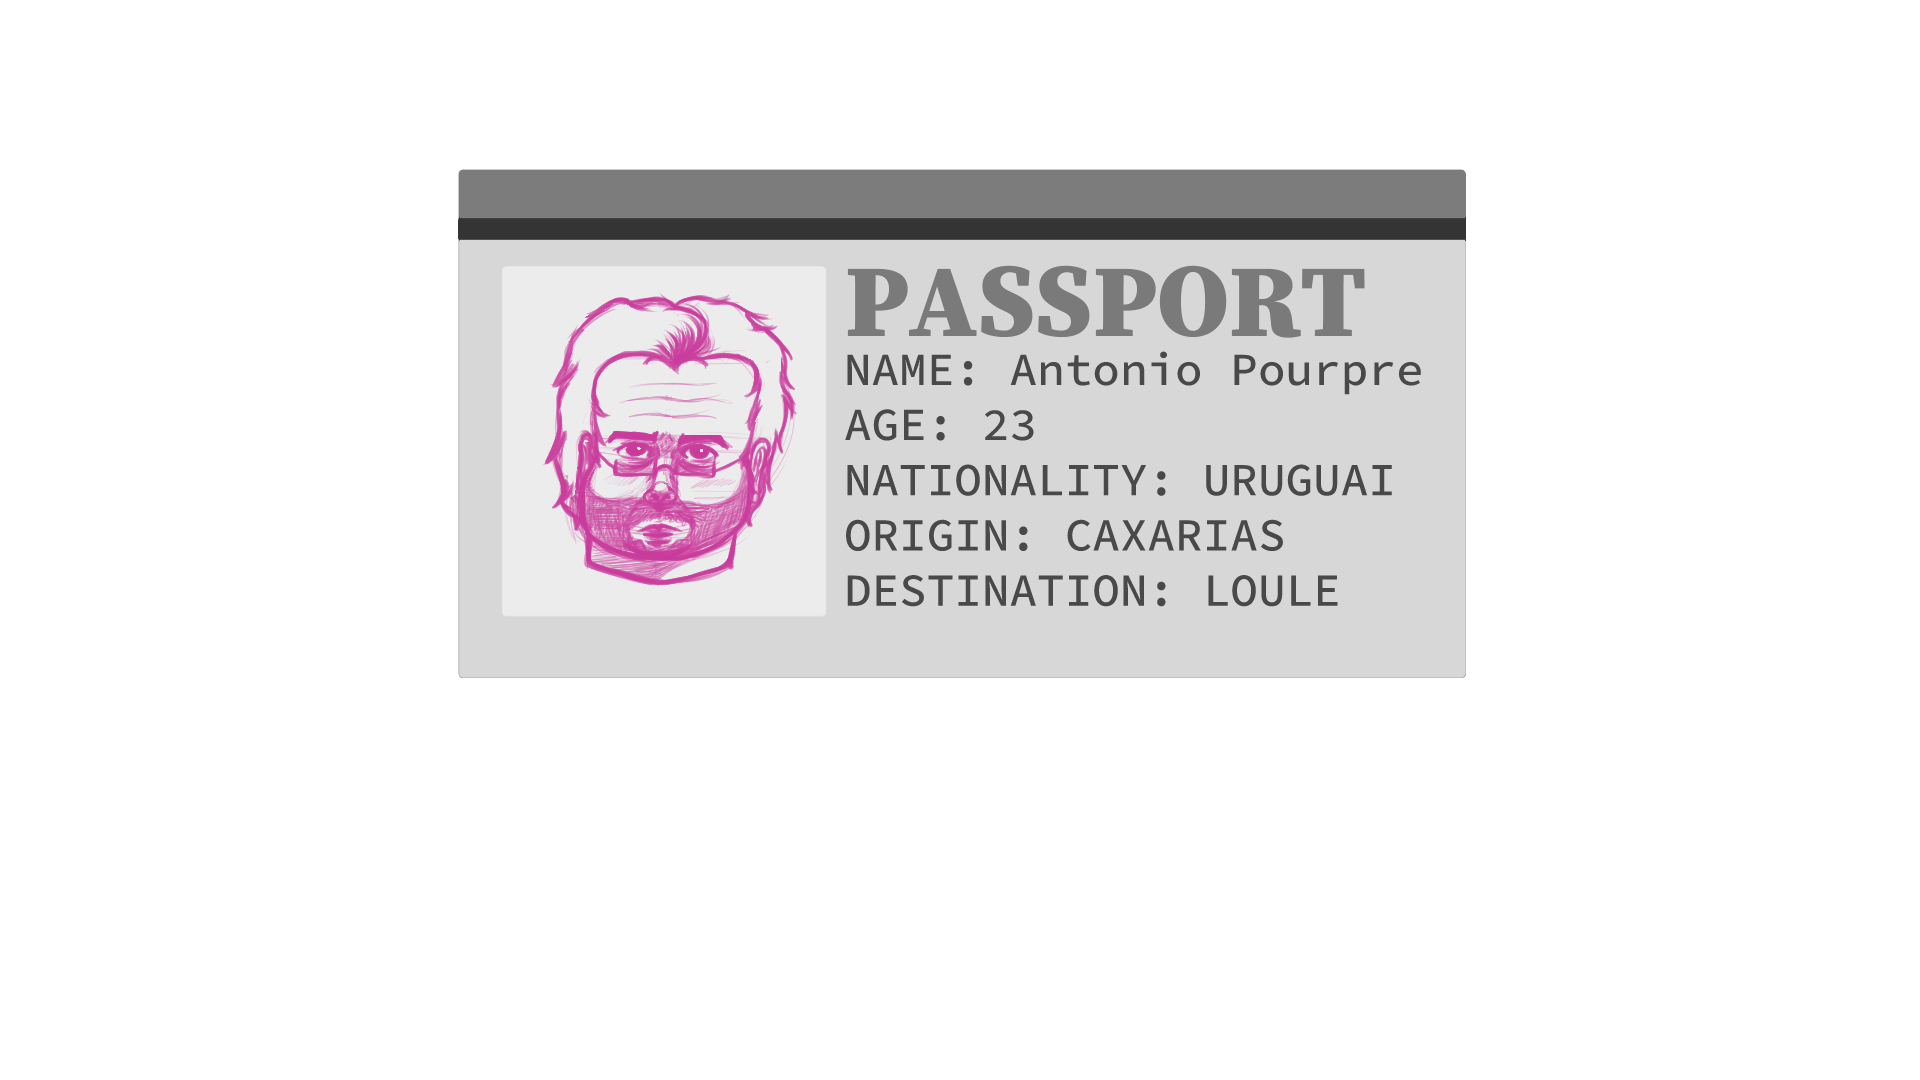 PASSPORT
NAME: Antonio Pourpre
AGE: 23
NATIONALITY: URUGUAI
ORIGIN: CAXARIAS
DESTINATION: LOULE